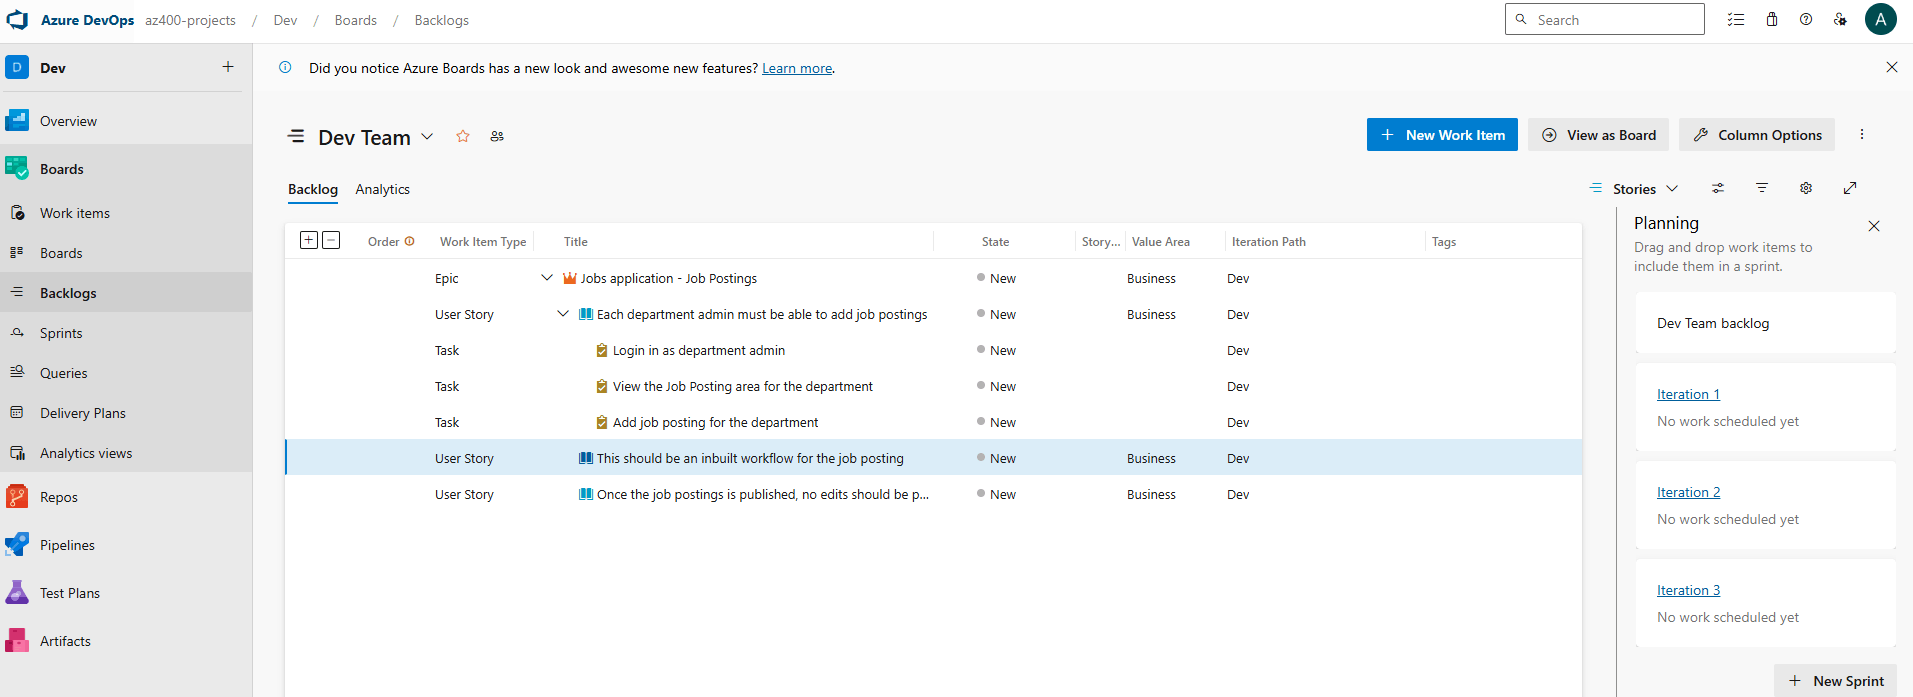 Azure DevOps az400-projects / Dev / Boards / Backlogs Search A
D Dev +
Did you notice Azure Boards has a new look and awesome new features? Learn more.
Overview
Boards
Work items
Boards
Backlogs
Sprints
Queries
Delivery Plans
Analytics views
Repos
Pipelines
Test Plans
Artifacts
Dev Team
+ New Work Item View as Board Column Options
Backlog Analytics
Stories
Order Work Item Type Title State Story... Value Area Iteration Path Tags
Epic Jobs application - Job Postings New Business Dev
User Story Each department admin must be able to add job postings New Business Dev
Task Login in as department admin New Dev
Task View the Job Posting area for the department New Dev
Task Add job posting for the department New Dev
User Story This should be an inbuilt workflow for the job posting New Business Dev
User Story Once the job postings is published, no edits should be p... New Business Dev
Planning
Drag and drop work items to
include them in a sprint.
Dev Team backlog
Iteration 1
No work scheduled yet
Iteration 2
No work scheduled yet
Iteration 3
No work scheduled yet
+ New Sprint